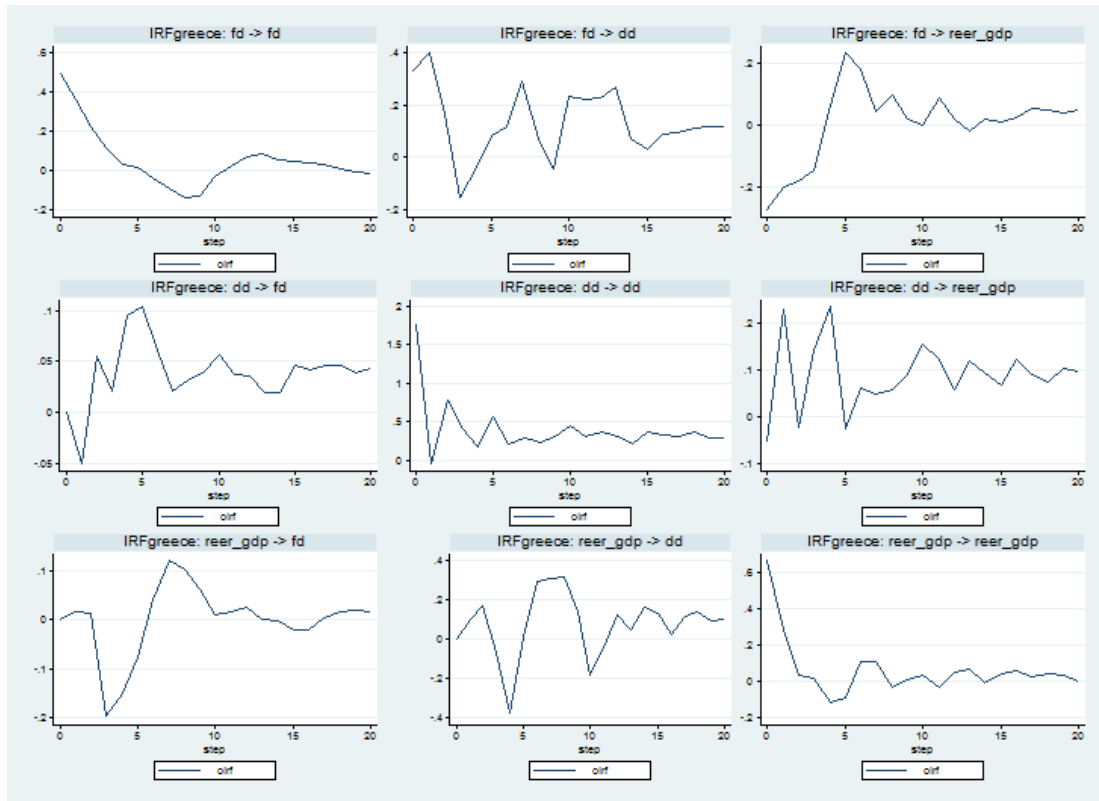 IRFgreece: fd -> fd
.6
.4
.2
0
-.2
0 5 10 15 20
step
oirf
IRFgreece: fd -> dd
.4
.2
0
-.2
0 5 10 15 20
step
oirf
IRFgreece: fd -> reer_gdp
.2
0
-.2
0 5 10 15 20
step
oirf
IRFgreece: dd -> fd
.1
.05
0
-.05
0 5 10 15 20
step
oirf
IRFgreece: dd -> dd
2
1.5
1
.5
0
0 5 10 15 20
step
oirf
IRFgreece: dd -> reer_gdp
.2
.1
0
-.1
0 5 10 15 20
step
oirf
IRFgreece: reer_gdp -> fd
.1
0
-.1
-.2
0 5 10 15 20
step
oirf
IRFgreece: reer_gdp -> dd
.4
.2
0
-.2
-.4
0 5 10 15 20
step
oirf
IRFgreece: reer_gdp -> reer_gdp
.6
.4
.2
0
-.2
0 5 10 15 20
step
oirf